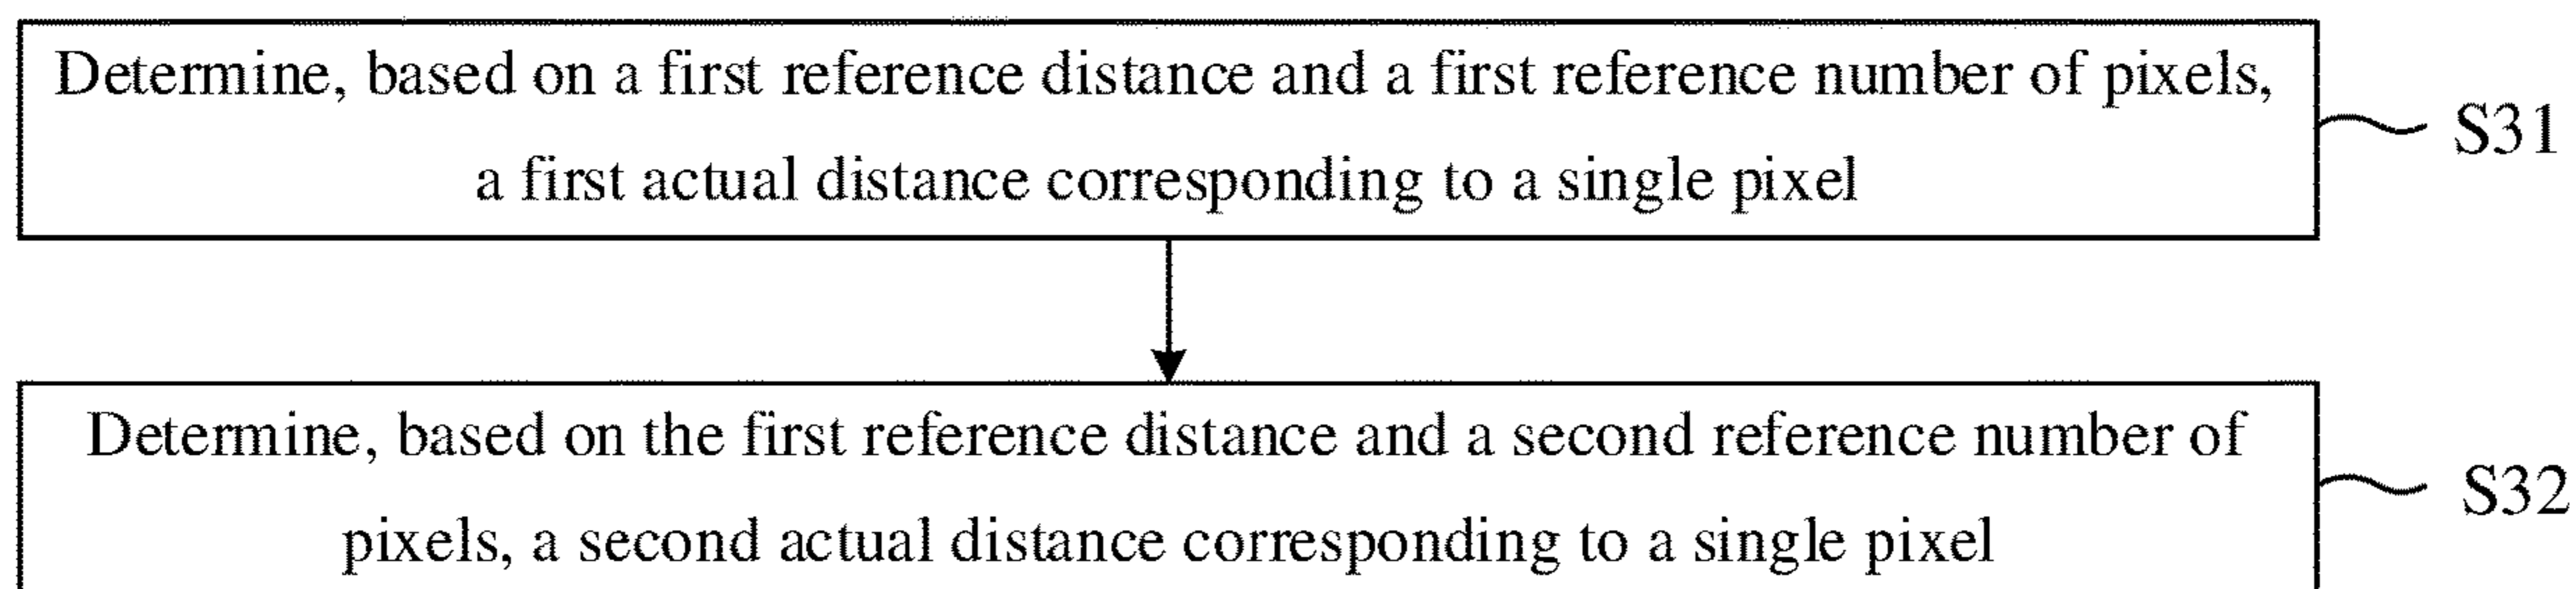 Determine, based on a first reference distance and a first reference number of pixels,
a first actual distance corresponding to a single pixel
S31
Determine, based on the first reference distance and a second reference number of
pixels, a second actual distance corresponding to a single pixel
S32